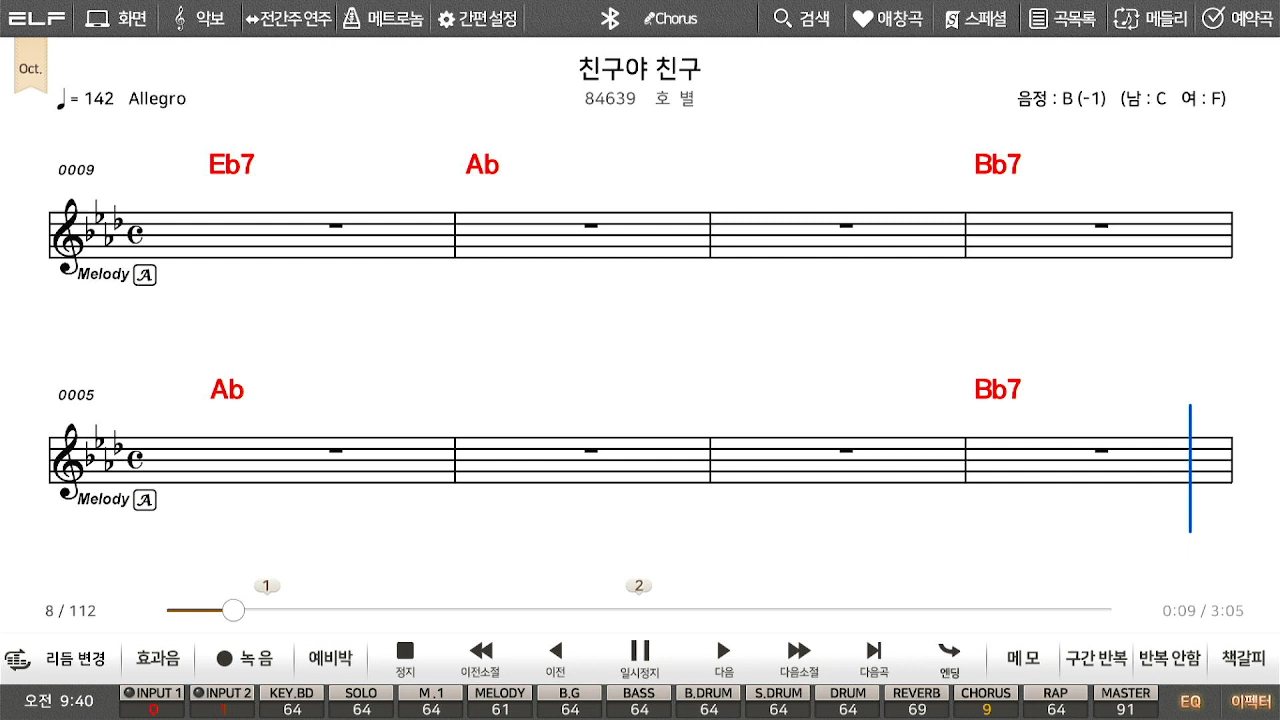 ELF 화면 악보 전간주 연주 메트로놈 간편 설정 Chorus 검색 애창곡 스페셜 곡목록 메들리 예약곡
Oct.
친구야 친구
♩= 142 Allegro
84639 호 별
음정 : B (-1) (남 : C 여 : F)
0009 Eb7 Ab Bb7
Melody A
0005 Ab Bb7
Melody A
1 2
8 / 112
0:09 / 3:05
리듬 변경 효과음 녹 음 예비박 정지 이전소절 이전 일시정지 다음 다음소절 다음곡 엔딩 메 모 구간 반복 반복 안함 책갈피
오전 9:40
INPUT 1 INPUT 2 KEY.BD SOLO M .1 MELODY B,G BASS B,DRUM S,DRUM DRUM REVERB CHORUS RAP MASTER EQ 이펙터
0 1 64 64 64 61 64 64 64 64 64 69 9 64 91